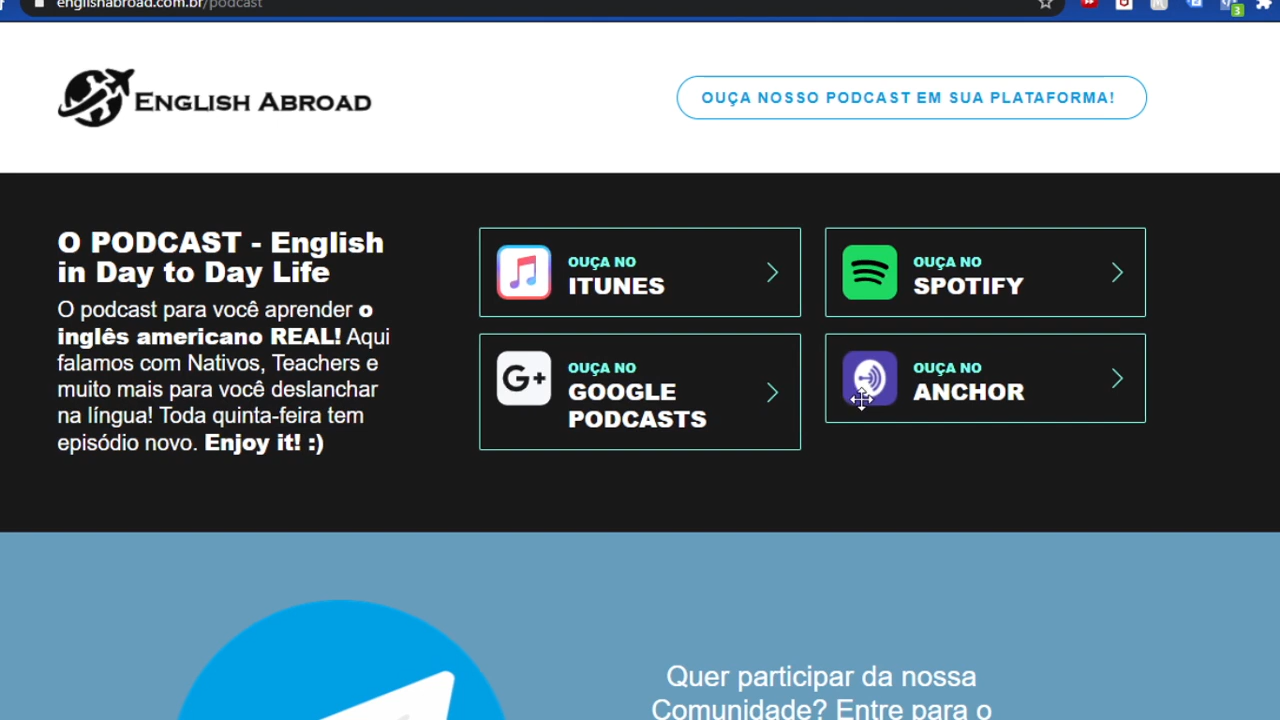 englishabroad.com.br/podcast
3
ENGLISH ABROAD
OUÇA NOSSO PODCAST EM SUA PLATAFORMA!
O PODCAST - English
in Day to Day Life
O podcast para você aprender o
inglês americano REAL! Aqui
falamos com Nativos, Teachers e
muito mais para você deslanchar
na língua! Toda quinta-feira tem
episódio novo. Enjoy it! :)
OUÇA NO
ITUNES
OUÇA NO
SPOTIFY
G+
OUÇA NO
GOOGLE
PODCASTS
OUÇA NO
ANCHOR
Quer participar da nossa
Comunidade? Entre para o